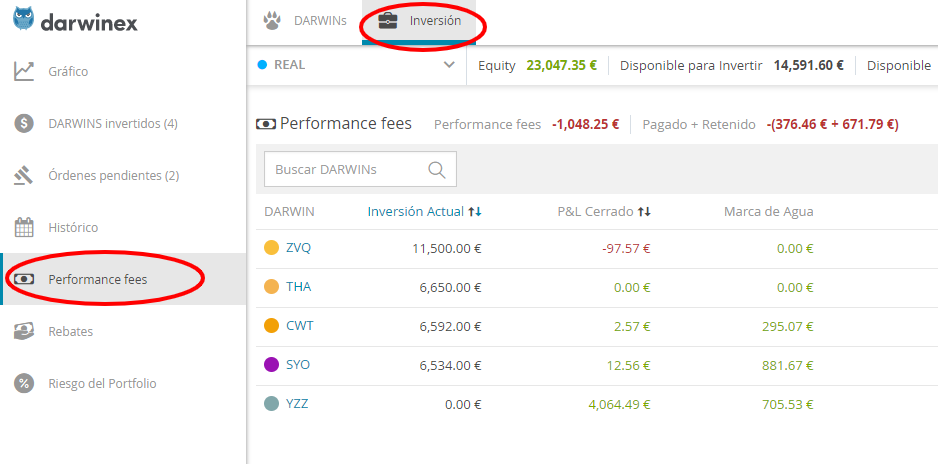 darwinex
DARWINs
Inversión
REAL
Equity 23,047.35 € Disponible para Invertir 14,591.60 € Disponible
Gráfico
DARWINS invertidos (4)
Órdenes pendientes (2)
Histórico
Performance fees
Rebates
Riesgo del Portfolio
Performance fees Performance fees -1,048.25 € Pagado + Retenido -(376.46 € + 671.79 €)
Buscar DARWINs
DARWIN Inversión Actual P&L Cerrado Marca de Agua
ZVQ 11,500.00 € -97.57 € 0.00 €
THA 6,650.00 € 0.00 € 0.00 €
CWT 6,592.00 € 2.57 € 295.07 €
SYO 6,534.00 € 12.56 € 881.67 €
YZZ 0.00 € 4,064.49 € 705.53 €